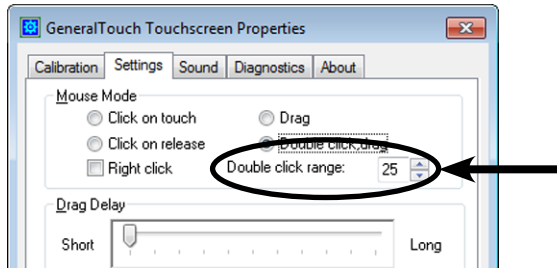 GeneralTouch Touchscreen Properties
Calibration Settings Sound Diagnostics About
Mouse Mode
Click on touch Drag
Click on release Double click,drag
Right click Double click range: 25
Drag Delay
Short Long